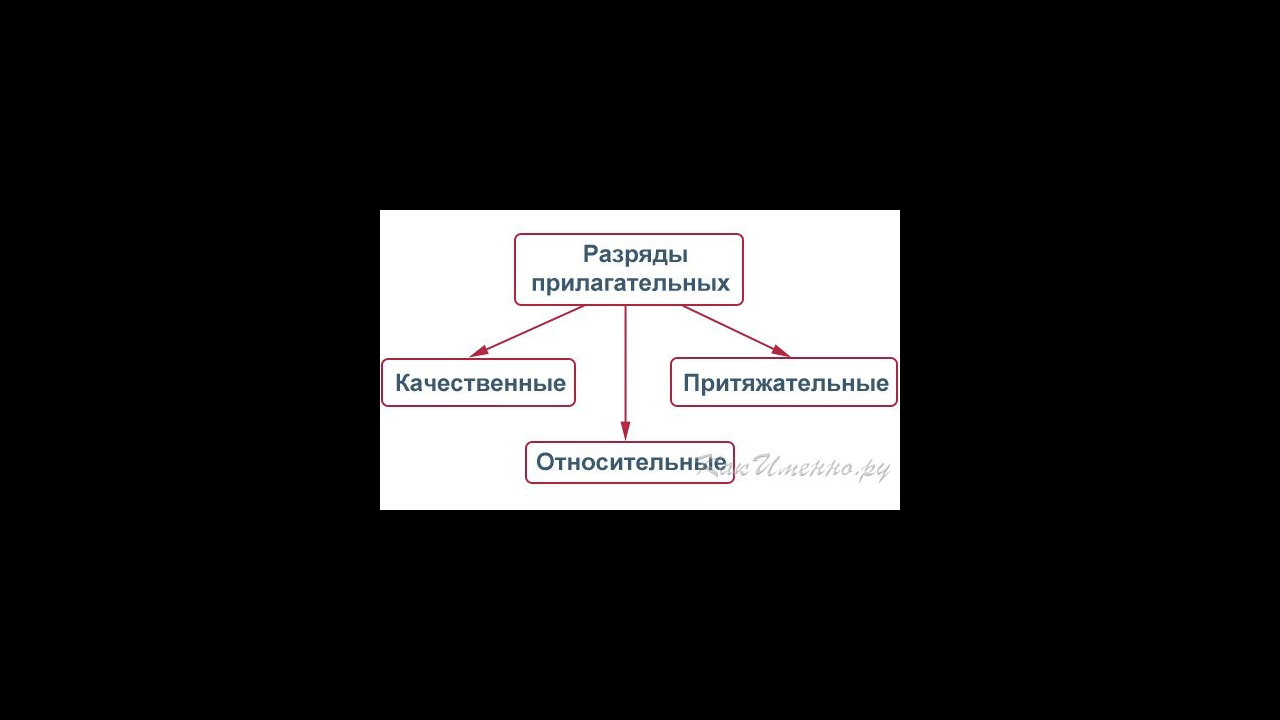 Разряды
прилагательных
Качественные
Притяжательные
Относительные
КакИменно.ру